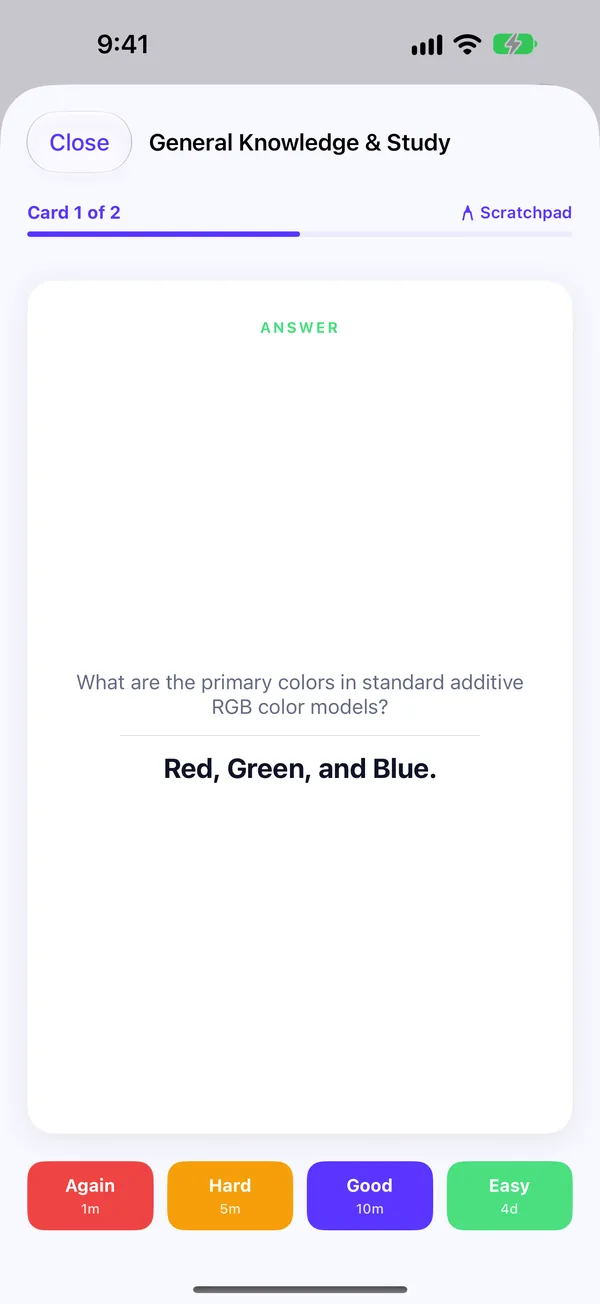 9:41
Close
General Knowledge & Study
Card 1 of 2
Scratchpad
ANSWER
What are the primary colors in standard additive
RGB color models?
Red, Green, and Blue.
Again
1m
Hard
5m
Good
10m
Easy
4d